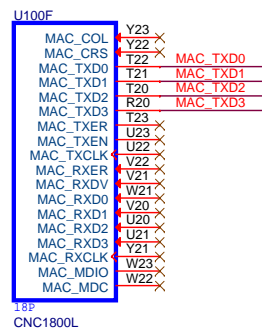 U100F
MAC_COL Y23
MAC_CRS Y22
MAC_TXD0 T22 MAC_TXD0
MAC_TXD1 T21 MAC_TXD1
MAC_TXD2 T20 MAC_TXD2
MAC_TXD3 R20 MAC_TXD3
MAC_TXER T23
MAC_TXEN U23
MAC_TXCLK U22
MAC_RXER V22
MAC_RXDV V21
MAC_RXD0 W21
MAC_RXD1 V20
MAC_RXD2 U20
MAC_RXD3 U21
MAC_RXCLK Y21
MAC_MDIO W23
MAC_MDC W22
18P
CNC1800L